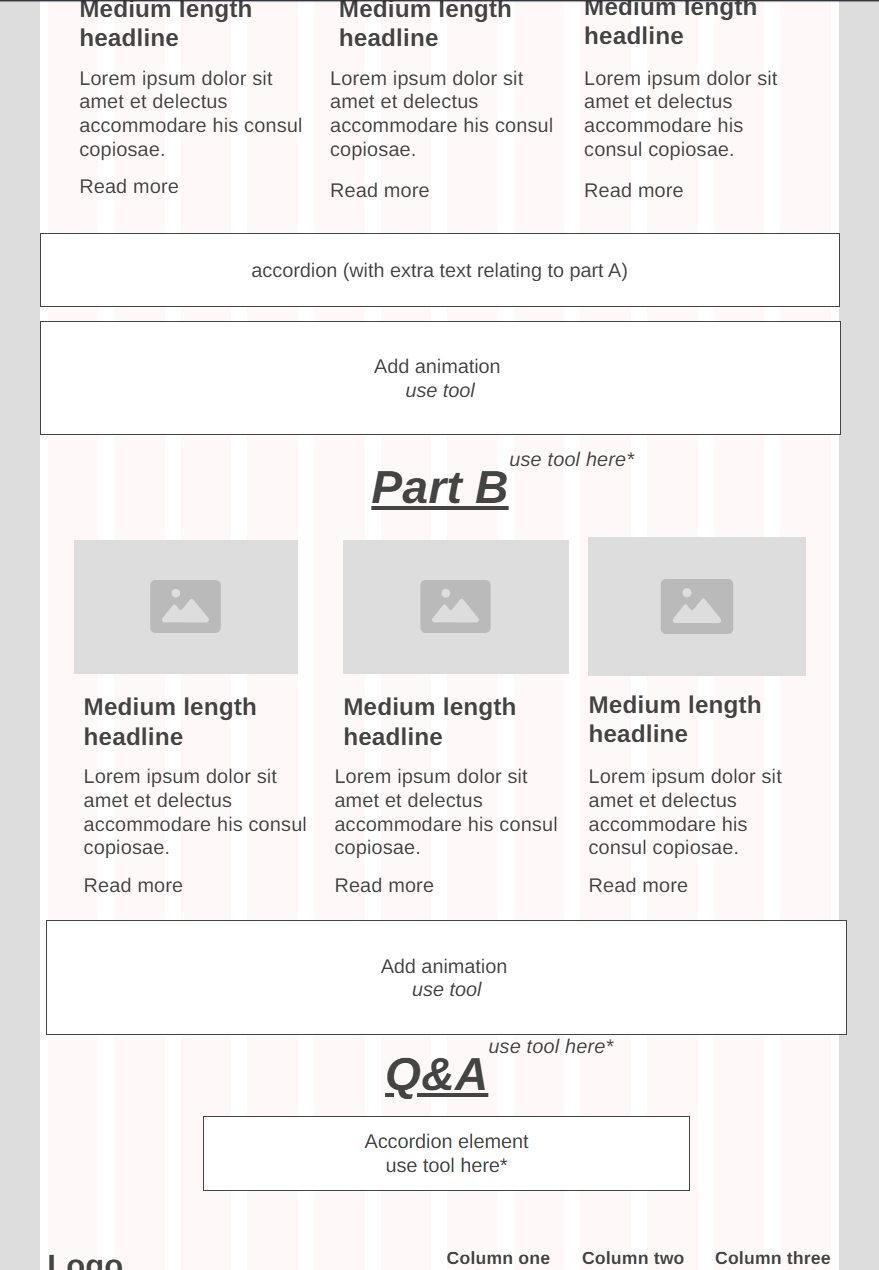 Medium length
headline
Lorem ipsum dolor sit
amet et delectus
accommodare his consul
copiosae.
Read more
Medium length
headline
Lorem ipsum dolor sit
amet et delectus
accommodare his consul
copiosae.
Read more
Medium length
headline
Lorem ipsum dolor sit
amet et delectus
accommodare his
consul copiosae.
Read more
accordion (with extra text relating to part A)
Add animation
use tool
use tool here*
Part B
Medium length
headline
Lorem ipsum dolor sit
amet et delectus
accommodare his consul
copiosae.
Read more
Medium length
headline
Lorem ipsum dolor sit
amet et delectus
accommodare his consul
copiosae.
Read more
Medium length
headline
Lorem ipsum dolor sit
amet et delectus
accommodare his
consul copiosae.
Read more
Add animation
use tool
use tool here*
Q&A
Accordion element
use tool here*
Logo
Column one
Column two
Column three